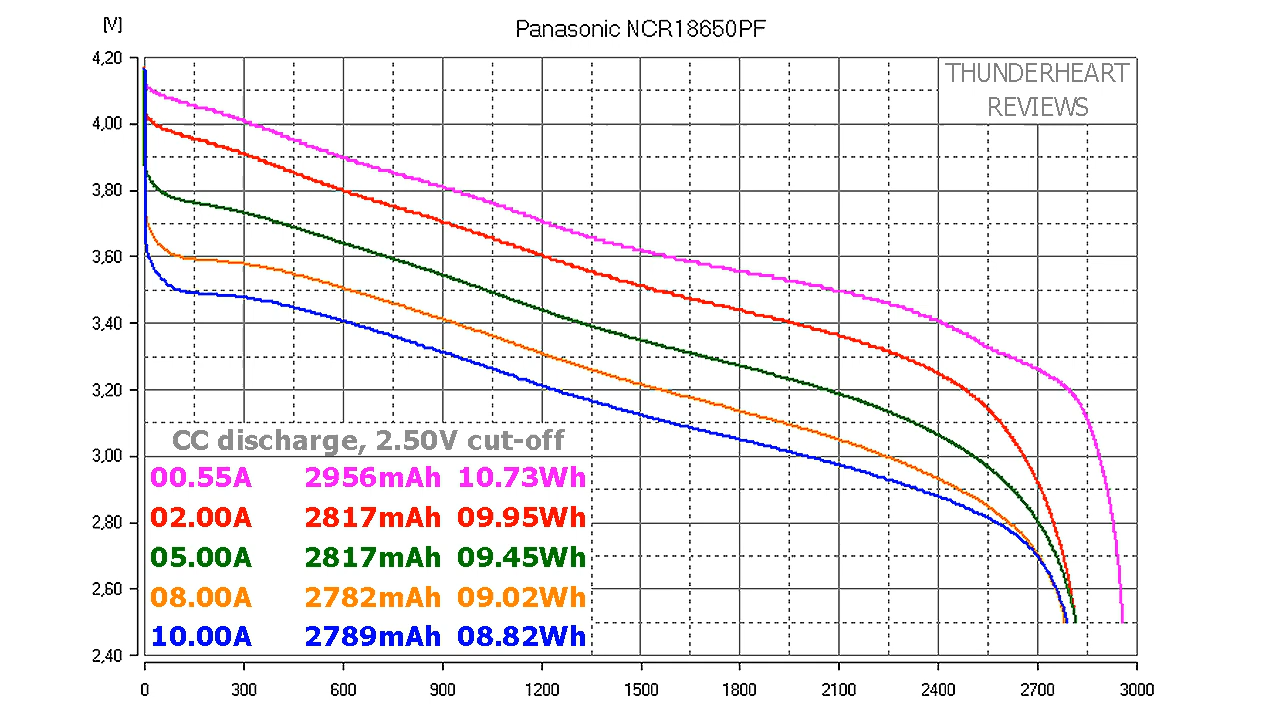 [V]
Panasonic NCR18650PF
4,20
THUNDERHEART
REVIEWS
4,00
3,80
3,60
3,40
3,20
CC discharge, 2.50V cut-off
3,00
00.55A 2956mAh 10.73Wh
02.00A 2817mAh 09.95Wh
2,80
05.00A 2817mAh 09.45Wh
2,60
08.00A 2782mAh 09.02Wh
10.00A 2789mAh 08.82Wh
2,40
0 300 600 900 1200 1500 1800 2100 2400 2700 3000